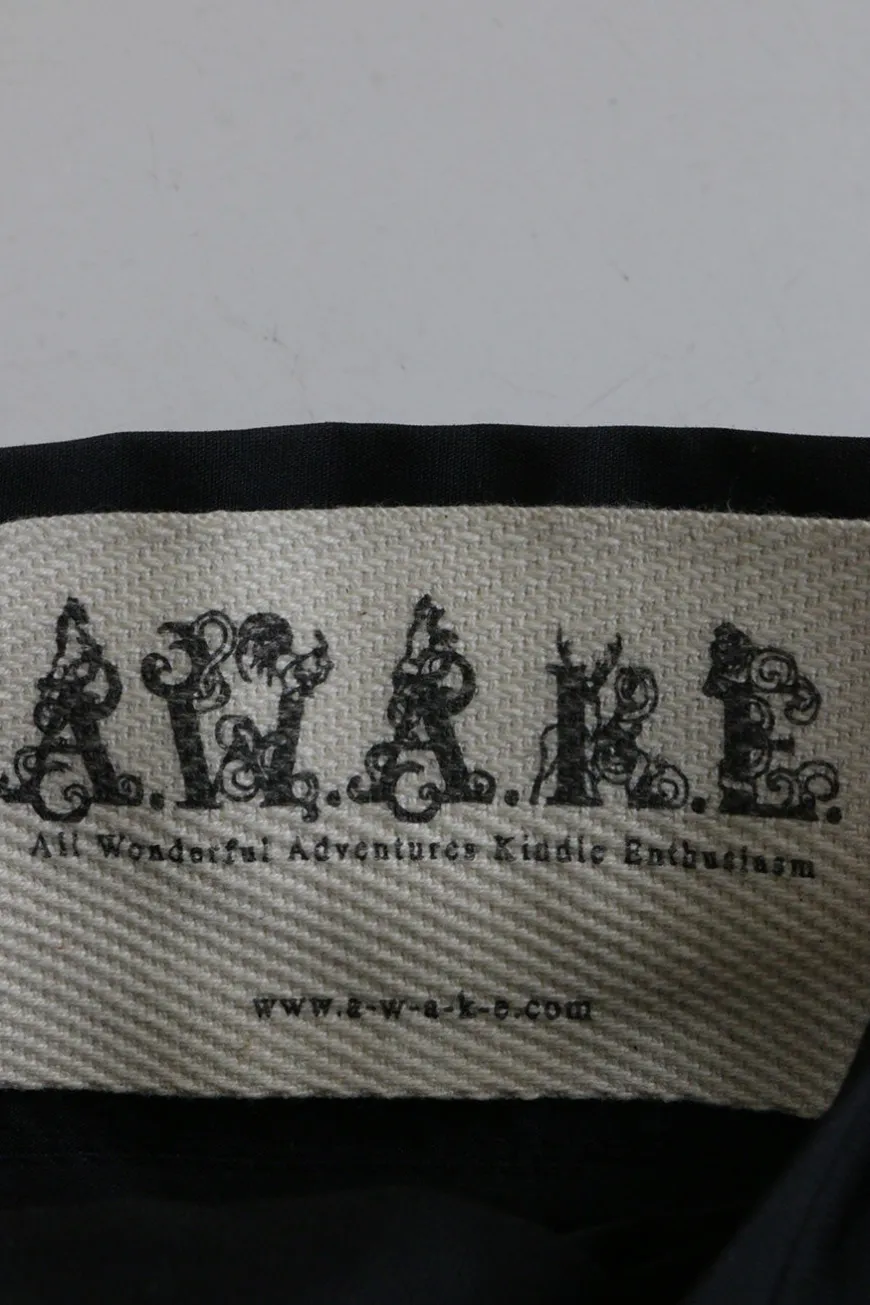 A.W.A.K.E.
All Wonderful Adventures Kiddie Enthusiasm
www.a-w-a-k-e.com